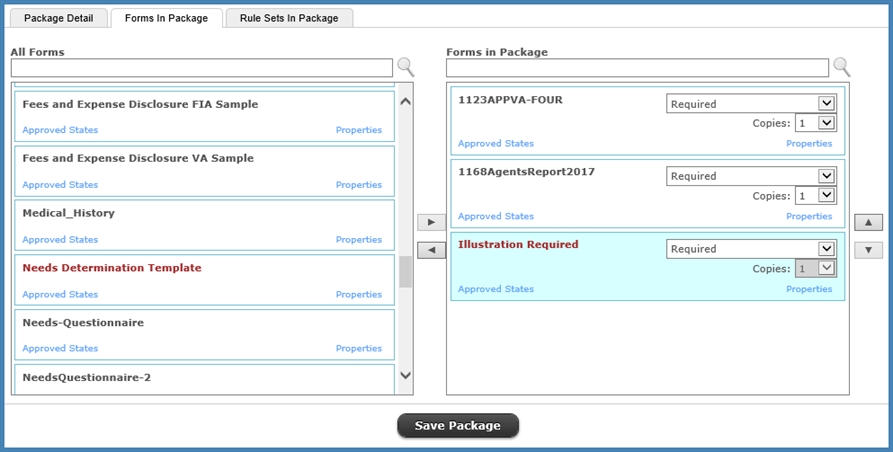 Package Detail
Forms In Package
Rule Sets In Package
All Forms
Fees and Expense Disclosure FIA Sample
Approved States Properties
Fees and Expense Disclosure VA Sample
Approved States Properties
Medical_History
Approved States Properties
Needs Determination Template
Approved States Properties
Needs-Questionnaire
Approved States Properties
NeedsQuestionnaire-2
Forms in Package
1123APPVA-FOUR Required
Copies: 1
Approved States Properties
1168AgentsReport2017 Required
Copies: 1
Approved States Properties
Illustration Required Required
Copies: 1
Approved States Properties
Save Package